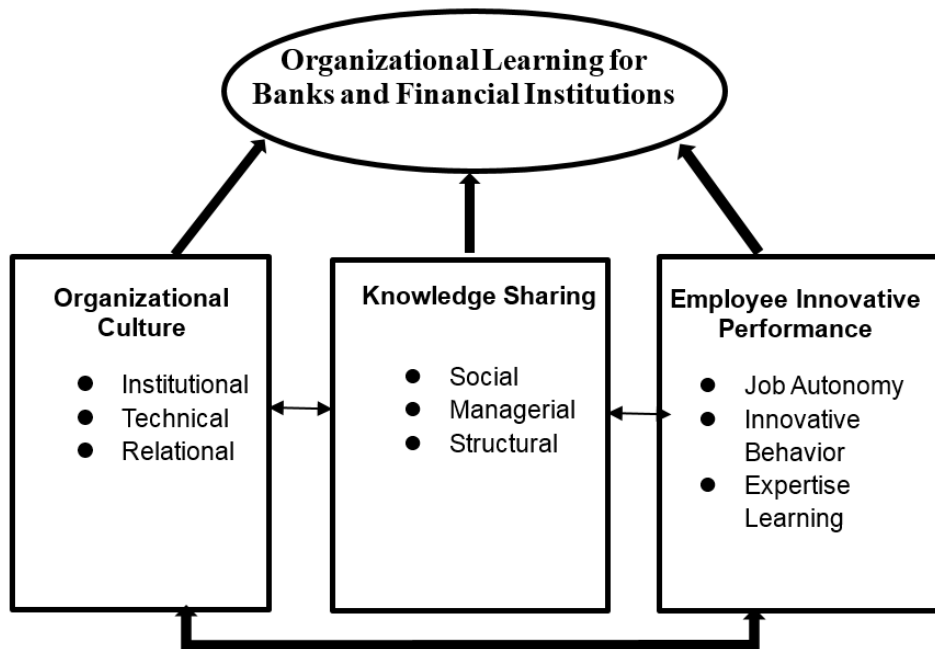 Organizational Learning for
Banks and Financial Institutions
Organizational
Culture
● Institutional
● Technical
● Relational
Knowledge Sharing
● Social
● Managerial
● Structural
Employee Innovative
Performance
● Job Autonomy
● Innovative
Behavior
● Expertise
Learning